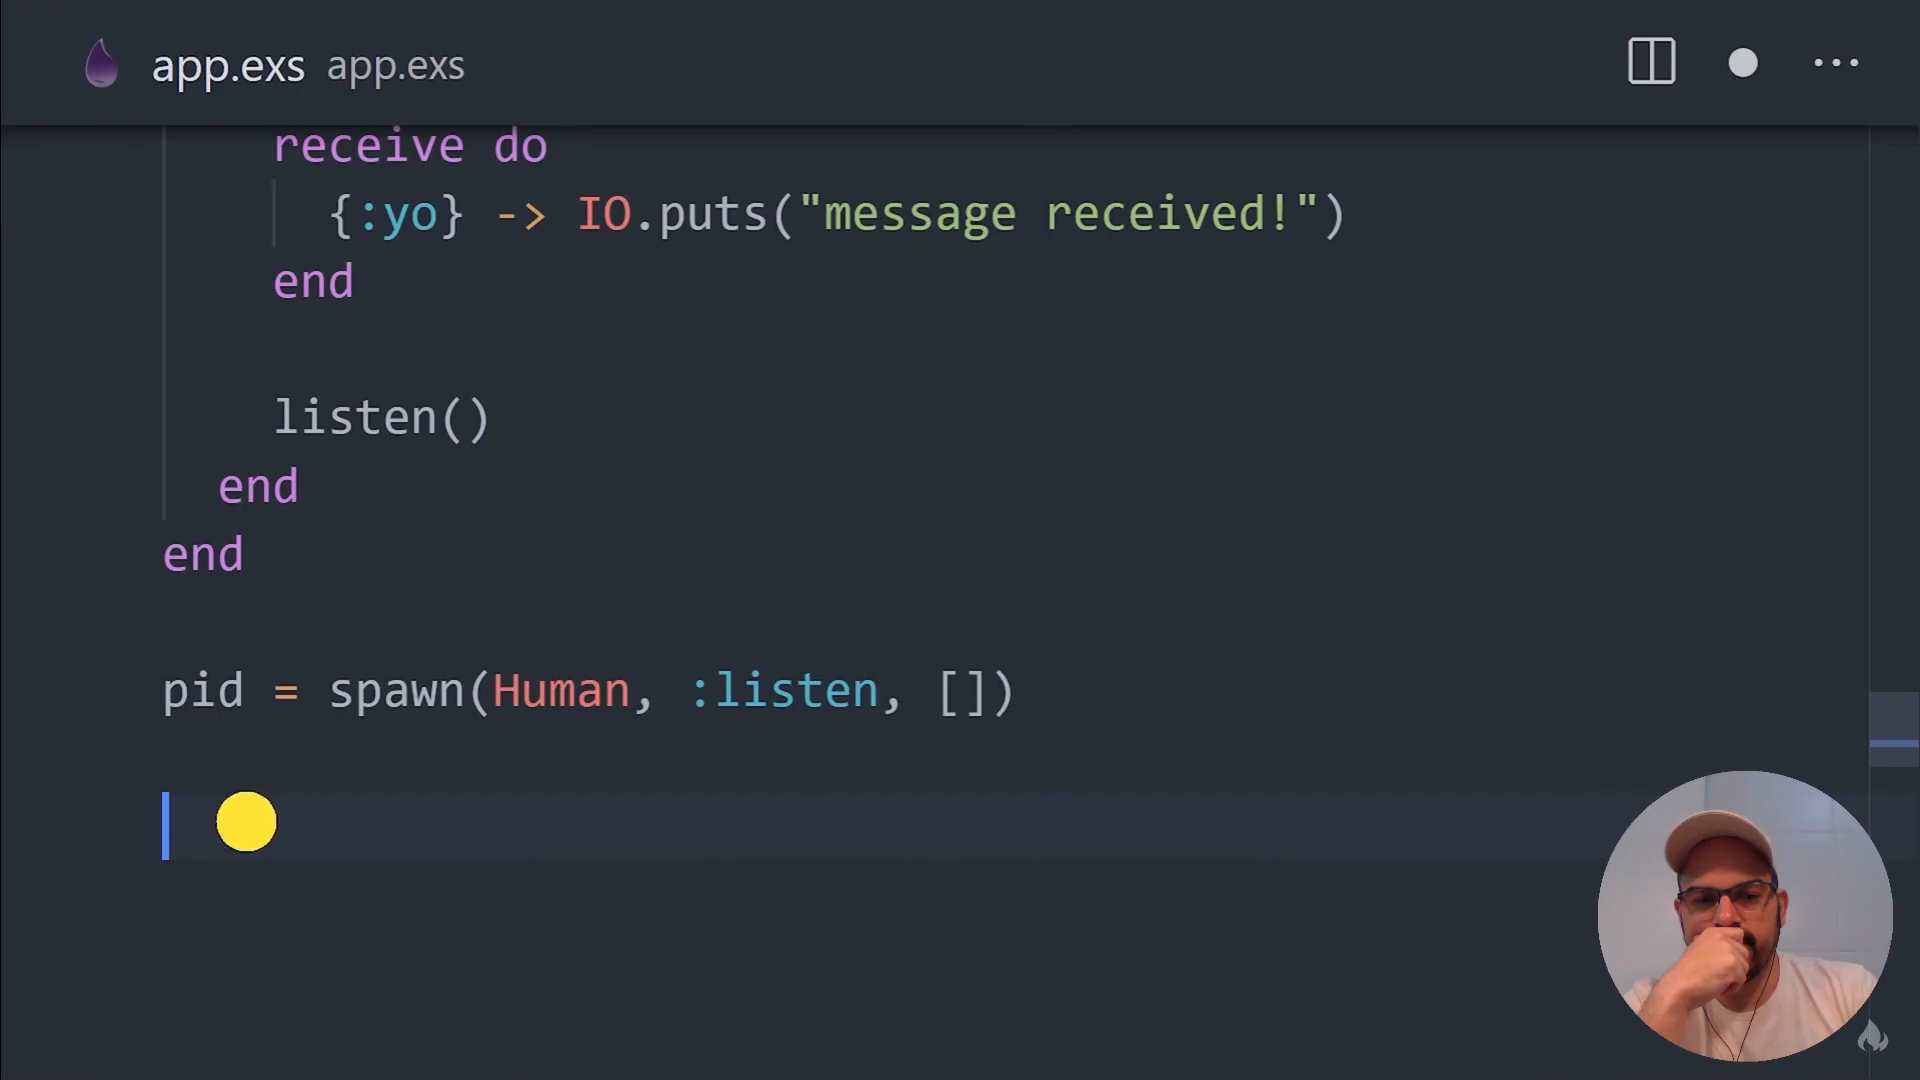 app.exs app.exs
receive do
{:yo} -> IO.puts("message received!")
end
listen()
end
end
pid = spawn(Human, :listen, [])